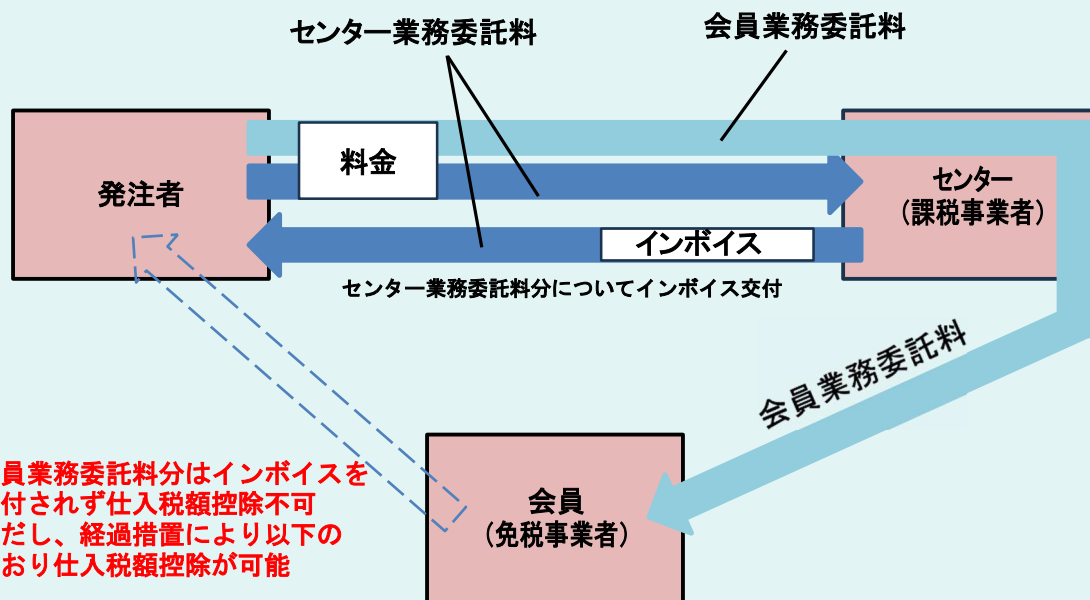 センター業務委託料
会員業務委託料
発注者
料金
センター
（課税事業者）
インボイス
センター業務委託料分についてインボイス交付
会員業務委託料
員業務委託料分はインボイスを
付されず仕入税額控除不可
だし、経過措置により以下の
おり仕入税額控除が可能
会員
（免税事業者）